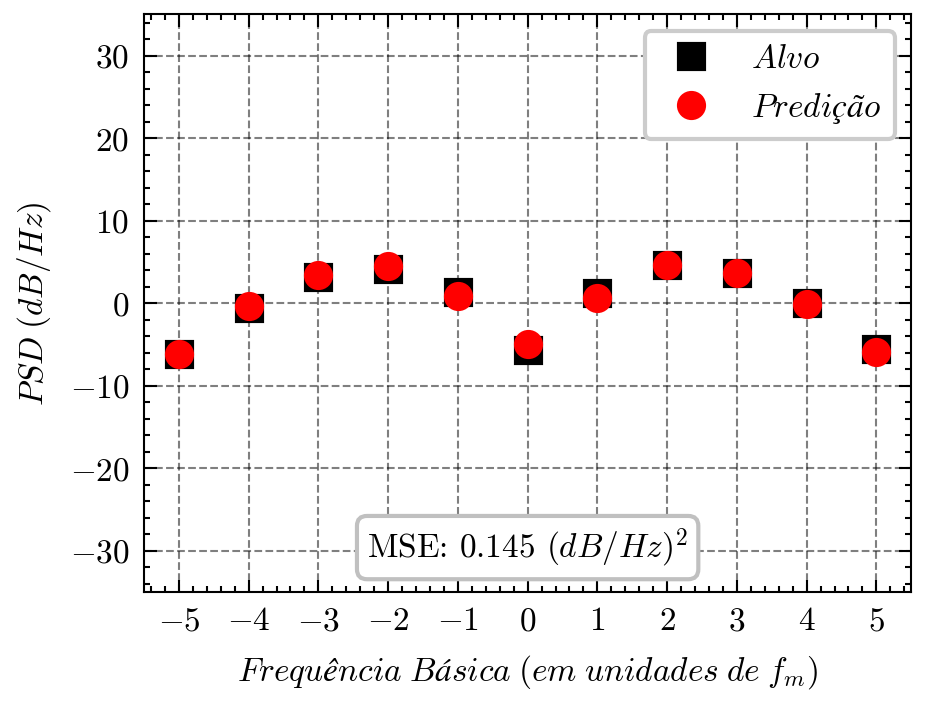 30
20
10
0
−10
−20
−30
PSD (dB/Hz)
Alvo
Predição
MSE: 0.145 (dB/Hz)²
−5 −4 −3 −2 −1 0 1 2 3 4 5
Frequência Básica (em unidades de fₘ)